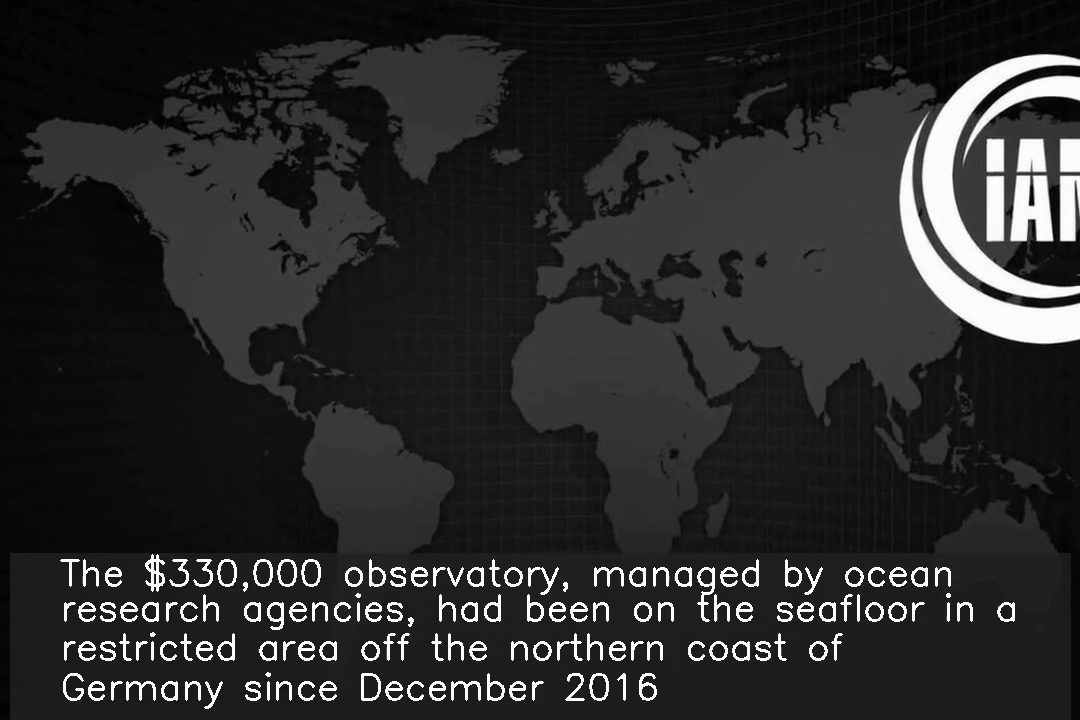 iAM
The $330,000 observatory, managed by ocean
research agencies, had been on the seafloor in a
restricted area off the northern coast of
Germany since December 2016